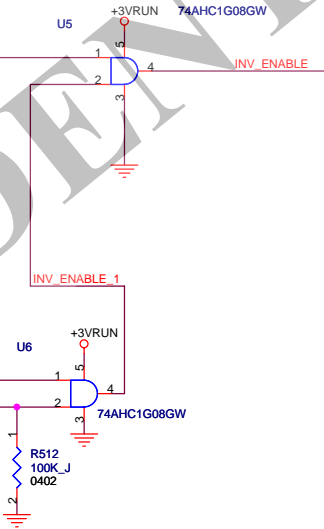 +3VRUN
74AHC1G08GW
U5
5
1
2
4
3
INV_ENABLE
INV_ENABLE_1
+3VRUN
U6
5
1
2
4
3
74AHC1G08GW
1
R512
100K_J
0402
2
DEN